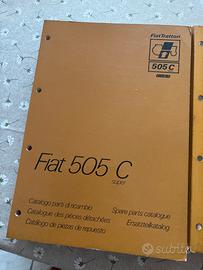 FiatTrattori
505 C
Fiat 505 C
super
Catalogo parti di ricambio
Catalogue des pièces détachées
Catalogo de piezas de repuesto
Spare parts catalogue
Ersatzteilkatalog
subito